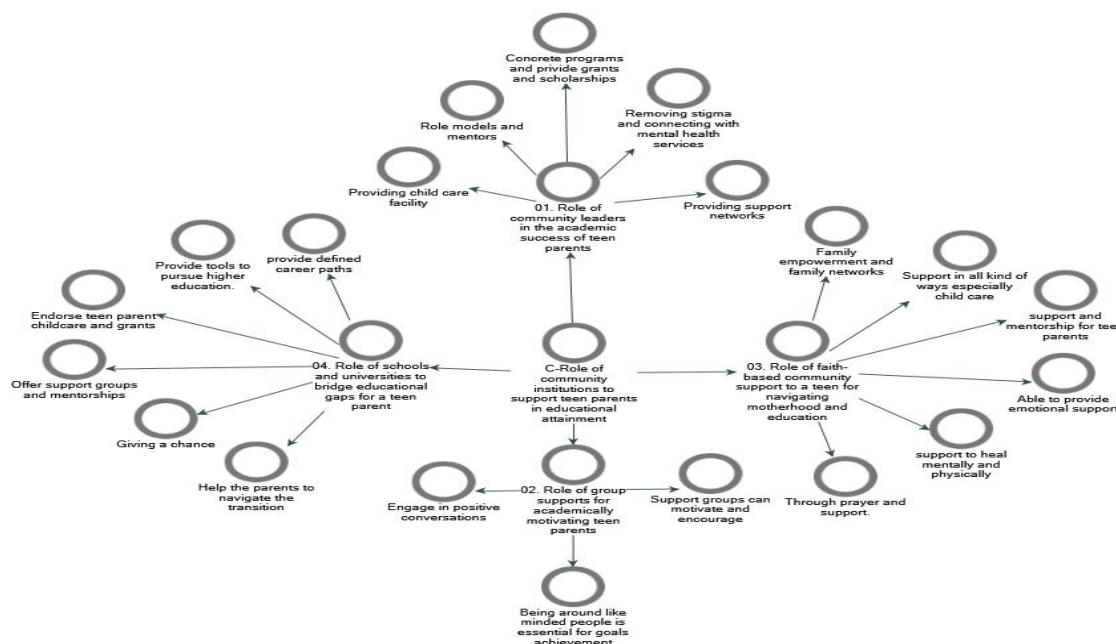 Concrete programs
and privide grants
and scholarships
Role models and
mentors
Removing stigma
and connecting with
mental health
services
Providing child care
facility
01. Role of
community leaders
in the academic
success of teen
parents
Providing support
networks
Provide tools to
pursue higher
education.
provide defined
career paths
Endorse teen parent
childcare and grants
Offer support groups
and mentorships
04. Role of schools
and universities to
bridge educational
gaps for a teen
parent
Giving a chance
Help the parents to
navigate the
transition
C-Role of
community
institutions to
support teen parents
in educational
attainment
Family
empowerment and
family networks
Support in all kind of
ways especially
child care
support and
mentorship for teen
parents
03. Role of faith-
based community
support to a teen for
navigating
motherhood and
education
Able to provide
emotional support
support to heal
mentally and
physically
Through prayer and
support.
Engage in positive
conversations
02. Role of group
supports for
academically
motivating teen
parents
Support groups can
motivate and
encourage
Being around like
minded people is
essential for goals
achievement